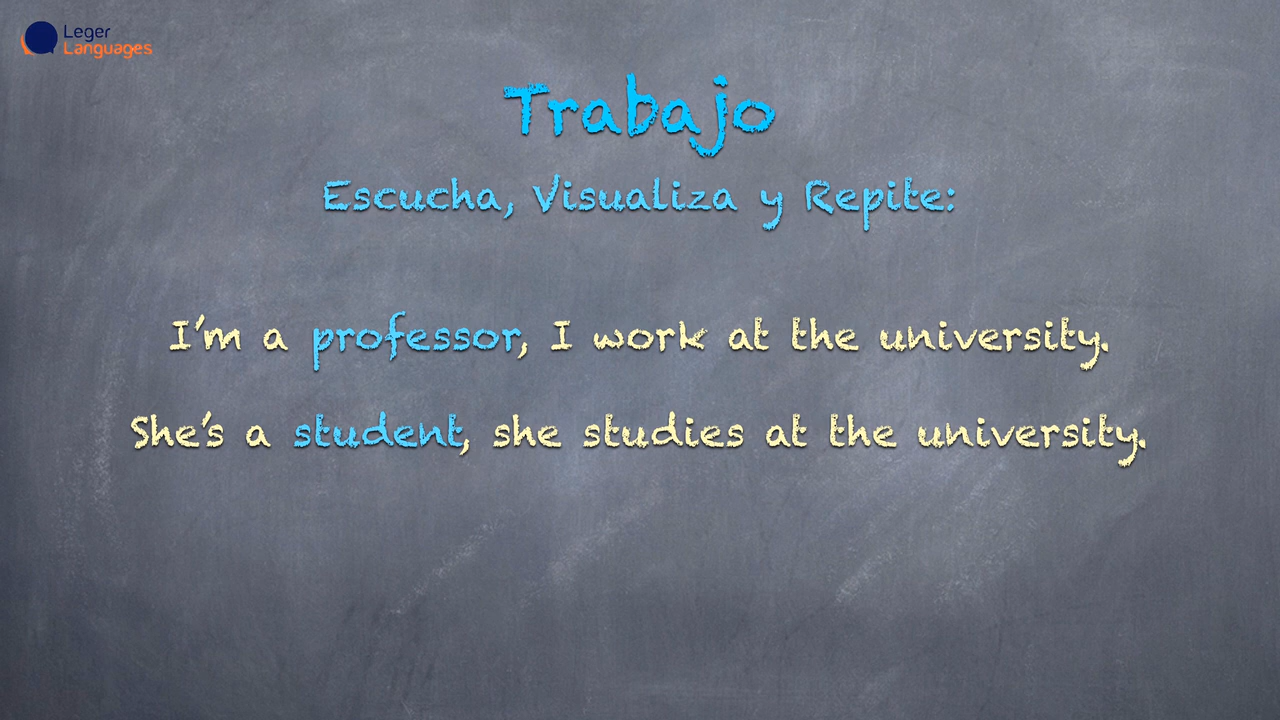 Leger
Languages
Trabajo
Escucha, Visualiza y Repite:
I'm a professor, I work at the university.
She's a student, she studies at the university.